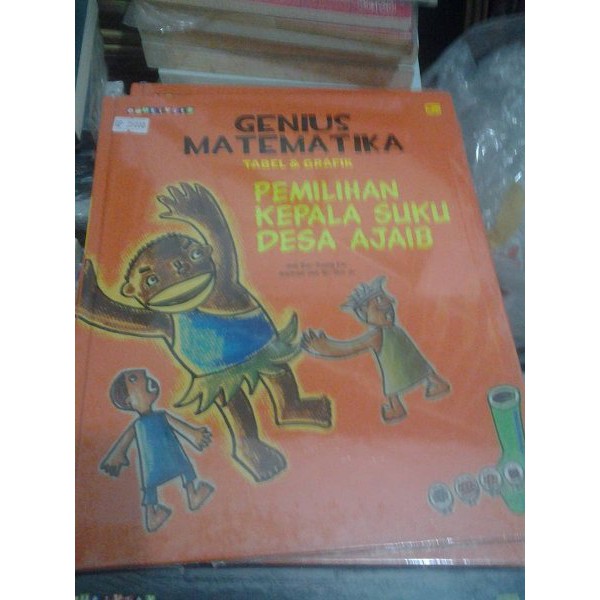 GENIUS
MATEMATIKA
TABEL & GRAFIK
PEMILIHAN
KEPALA SUKU
DESA AJAIB